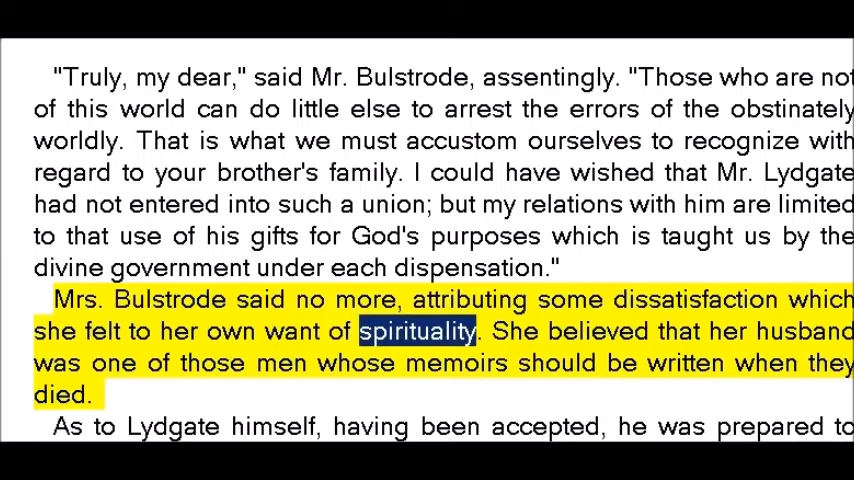 "Truly, my dear," said Mr. Bulstrode, assentingly. "Those who are not
of this world can do little else to arrest the errors of the obstinately
worldly. That is what we must accustom ourselves to recognize with
regard to your brother's family. I could have wished that Mr. Lydgate
had not entered into such a union; but my relations with him are limited
to that use of his gifts for God's purposes which is taught us by the
divine government under each dispensation."
Mrs. Bulstrode said no more, attributing some dissatisfaction which
she felt to her own want of spirituality. She believed that her husband
was one of those men whose memoirs should be written when they
died.
As to Lydgate himself, having been accepted, he was prepared to